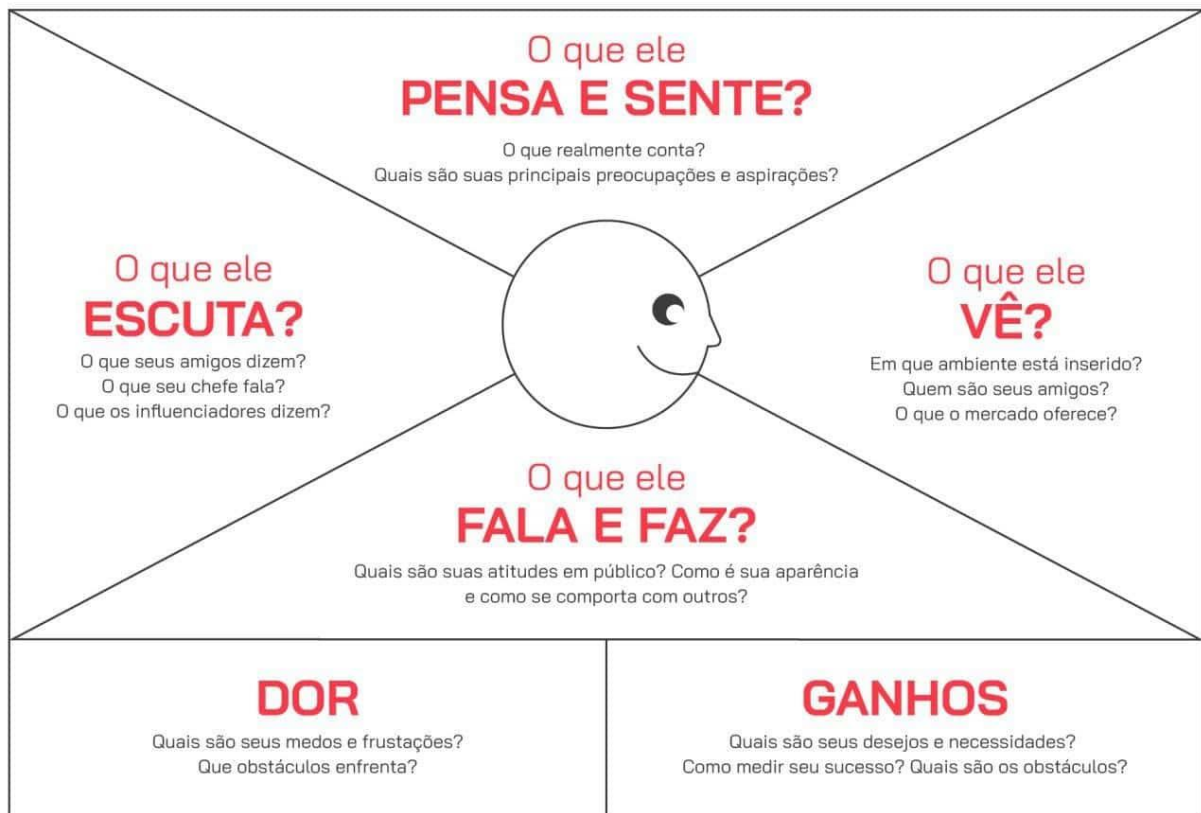 O que ele
PENSA E SENTE?
O que realmente conta?
Quais são suas principais preocupações e aspirações?
O que ele
ESCUTA?
O que seus amigos dizem?
O que seu chefe fala?
O que os influenciadores dizem?
O que ele
VÊ?
Em que ambiente está inserido?
Quem são seus amigos?
O que o mercado oferece?
O que ele
FALA E FAZ?
Quais são suas atitudes em público? Como é sua aparência
e como se comporta com outros?
DOR
Quais são seus medos e frustações?
Que obstáculos enfrenta?
GANHOS
Quais são seus desejos e necessidades?
Como medir seu sucesso? Quais são os obstáculos?